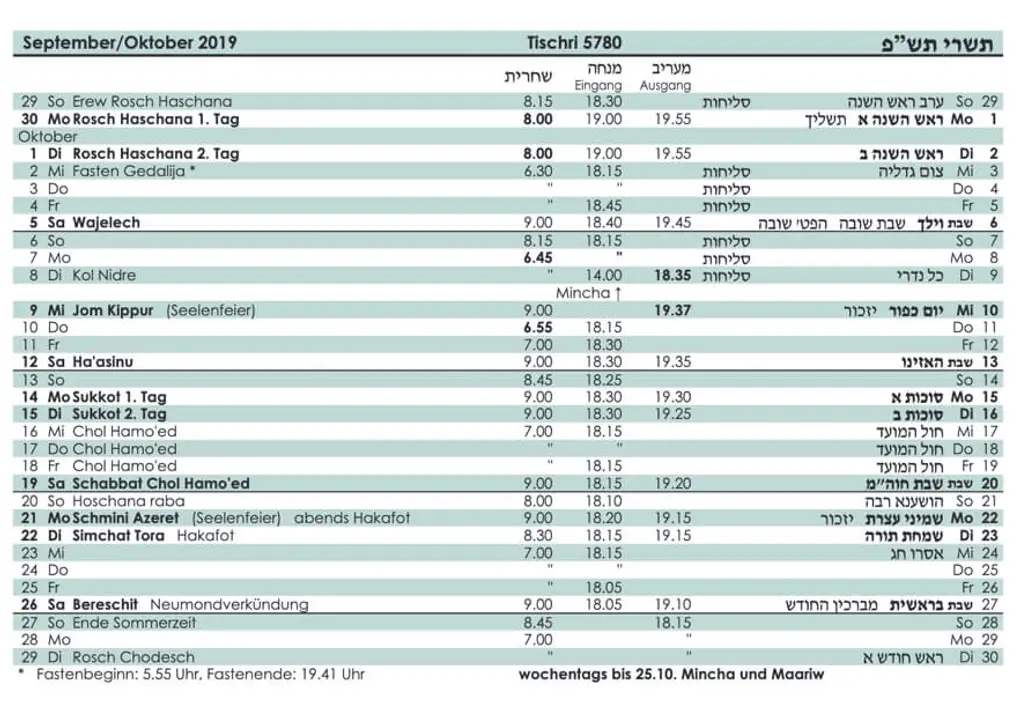 September/Oktober 2019 Tischri 5780 תשרי תש״פ
שחרית מנחה מעריב
Eingang Ausgang
29 So Erew Rosch Haschana 8.15 18.30 סליחות ערב ראש השנה So 29
30 Mo Rosch Haschana 1. Tag 8.00 19.00 19.55 ראש השנה א תשליך Mo 1
Oktober
1 Di Rosch Haschana 2. Tag 8.00 19.00 19.55 ראש השנה ב Di 2
2 Mi Fasten Gedalija * 6.30 18.15 סליחות צום גדליה Mi 3
3 Do " " סליחות Do 4
4 Fr " 18.45 סליחות Fr 5
5 Sa Wajelech 9.00 18.40 19.45 שבת וילך שבת שובה הפט׳ שובה 6
6 So 8.15 18.15 סליחות So 7
7 Mo 6.45 " סליחות Mo 8
8 Di Kol Nidre " 14.00 18.35 סליחות כל נדרי Di 9
Mincha ↑
9 Mi Jom Kippur (Seelenfeier) 9.00 19.37 יום כפור יזכור Mi 10
10 Do 6.55 18.15 Do 11
11 Fr 7.00 18.30 Fr 12
12 Sa Ha'asinu 9.00 18.30 19.35 שבת האזינו 13
13 So 8.45 18.25 So 14
14 Mo Sukkot 1. Tag 9.00 18.30 19.30 סוכות א Mo 15
15 Di Sukkot 2. Tag 9.00 18.30 19.25 סוכות ב Di 16
16 Mi Chol Hamo'ed 7.00 18.15 חול המועד Mi 17
17 Do Chol Hamo'ed " " חול המועד Do 18
18 Fr Chol Hamo'ed " 18.15 חול המועד Fr 19
19 Sa Schabbat Chol Hamo'ed 9.00 18.15 19.20 שבת שבת חוה״מ 20
20 So Hoschana raba 8.00 18.10 הושענא רבה So 21
21 Mo Schmini Azeret (Seelenfeier) abends Hakafot 9.00 18.20 19.15 שמיני עצרת יזכור Mo 22
22 Di Simchat Tora Hakafot 8.30 18.15 19.15 שמחת תורה Di 23
23 Mi 7.00 18.15 אסרו חג Mi 24
24 Do " " Do 25
25 Fr " 18.05 Fr 26
26 Sa Bereschit Neumondverkündung 9.00 18.05 19.10 שבת בראשית מברכין החודש 27
27 So Ende Sommerzeit 8.45 18.15 So 28
28 Mo 7.00 " Mo 29
29 Di Rosch Chodesch " " ראש חודש א Di 30
* Fastenbeginn: 5.55 Uhr, Fastenende: 19.41 Uhr wochentags bis 25.10. Mincha und Maariw